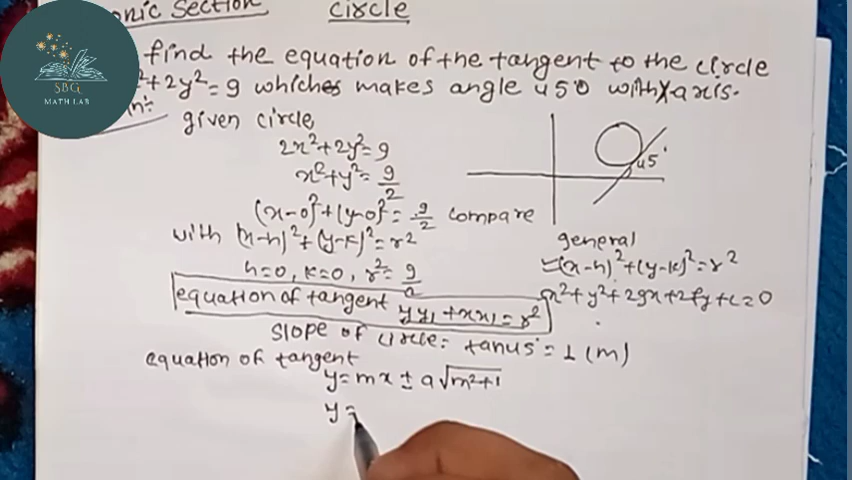 onic Section Circle
find the equation of the tangent to the circle
²+2y²=9 whiches makes angle 45° with x axis.
SBG
MATH LAB
given circle,
2x²+2y²=9
x²+y²=9/2
(x-0)²+(y-0)²=9/2 compare
with (x-h)²+(y-k)²=r²
h=0, k=0, r²=9/2
45°
general
=(x-h)²+(y-k)²=r²
x²+y²+2gx+2fy+c=0
equation of tangent yy₁+xx₁=r²
slope of circle= tan45°=1 (m)
equation of tangent
y=mx±a√m²+1
y=